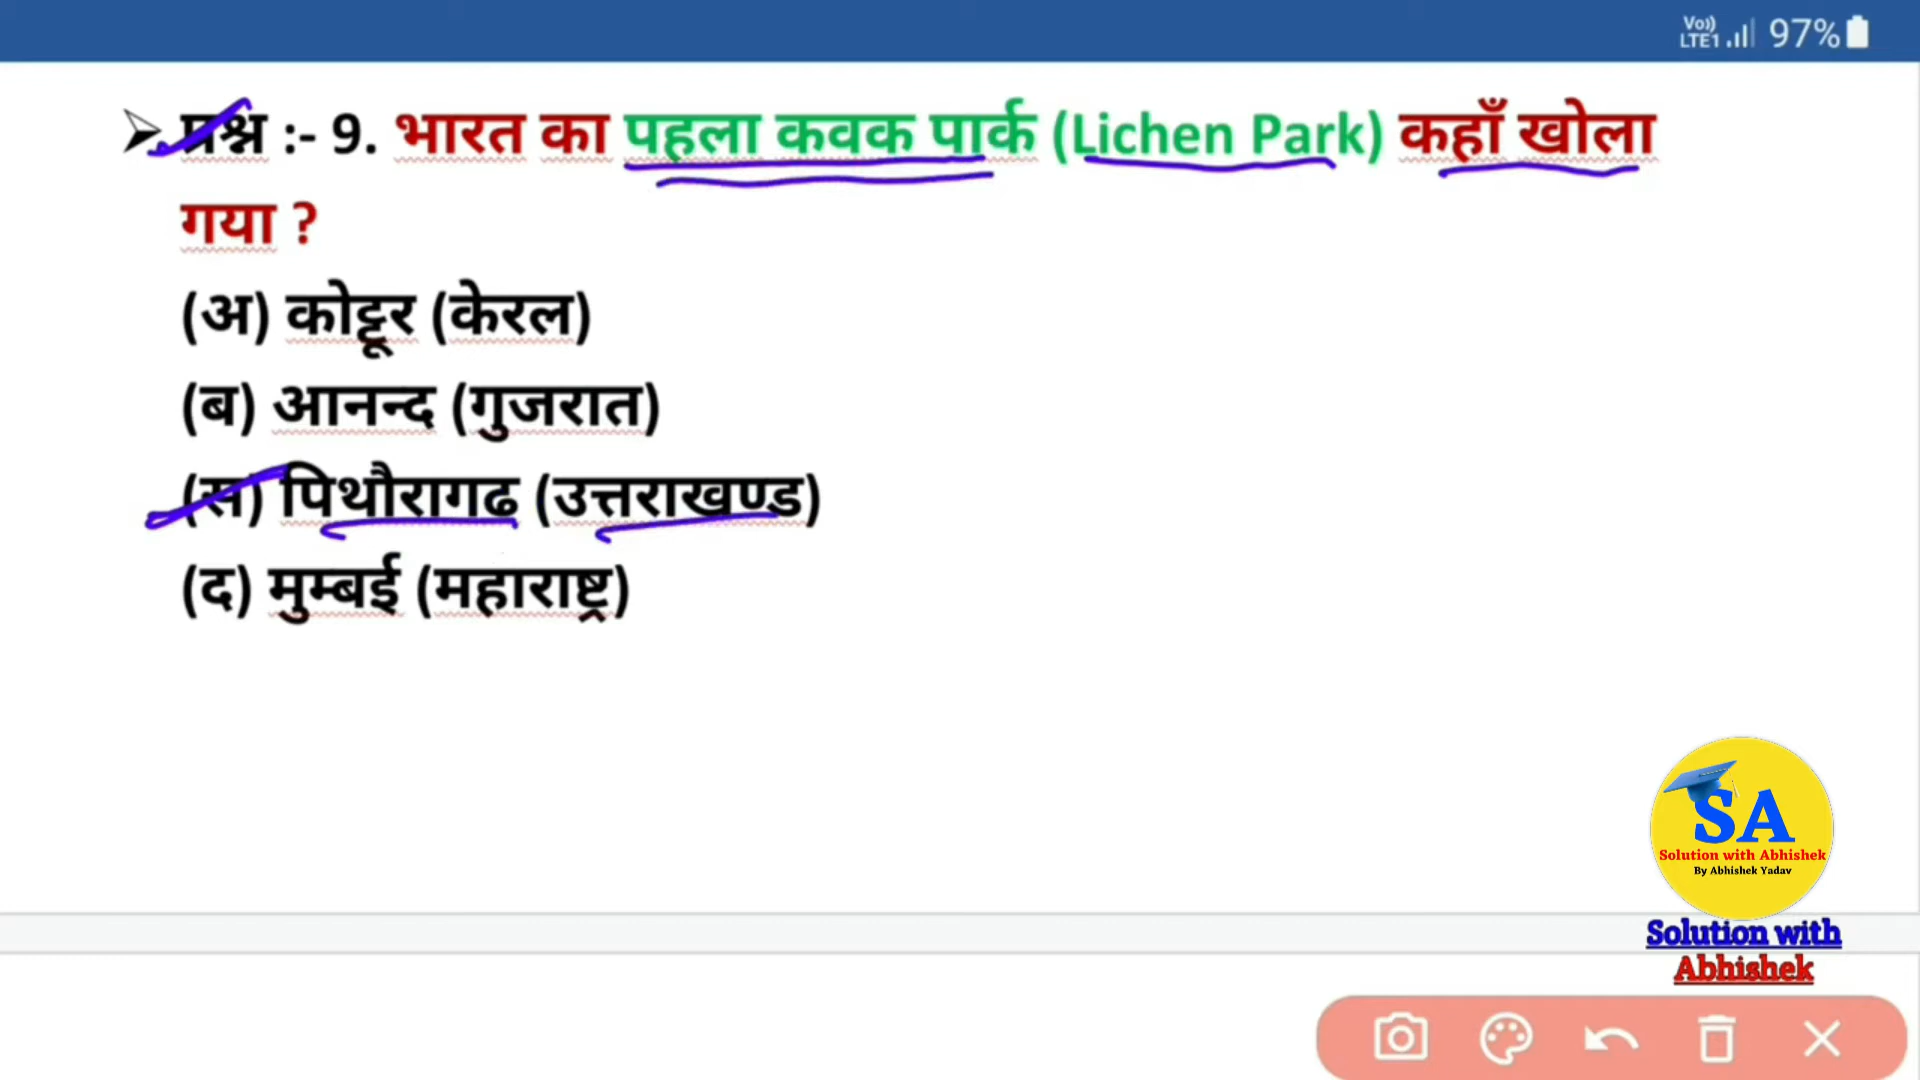 Vo)) LTE1 97%
➢ प्रश्न :- 9. भारत का पहला कवक पार्क (Lichen Park) कहाँ खोला
गया ?
(अ) कोट्टूर (केरल)
(ब) आनन्द (गुजरात)
(स) पिथौरागढ (उत्तराखण्ड)
(द) मुम्बई (महाराष्ट्र)
SA
Solution with Abhishek
By Abhishek Yadav
Solution with
Abhishek